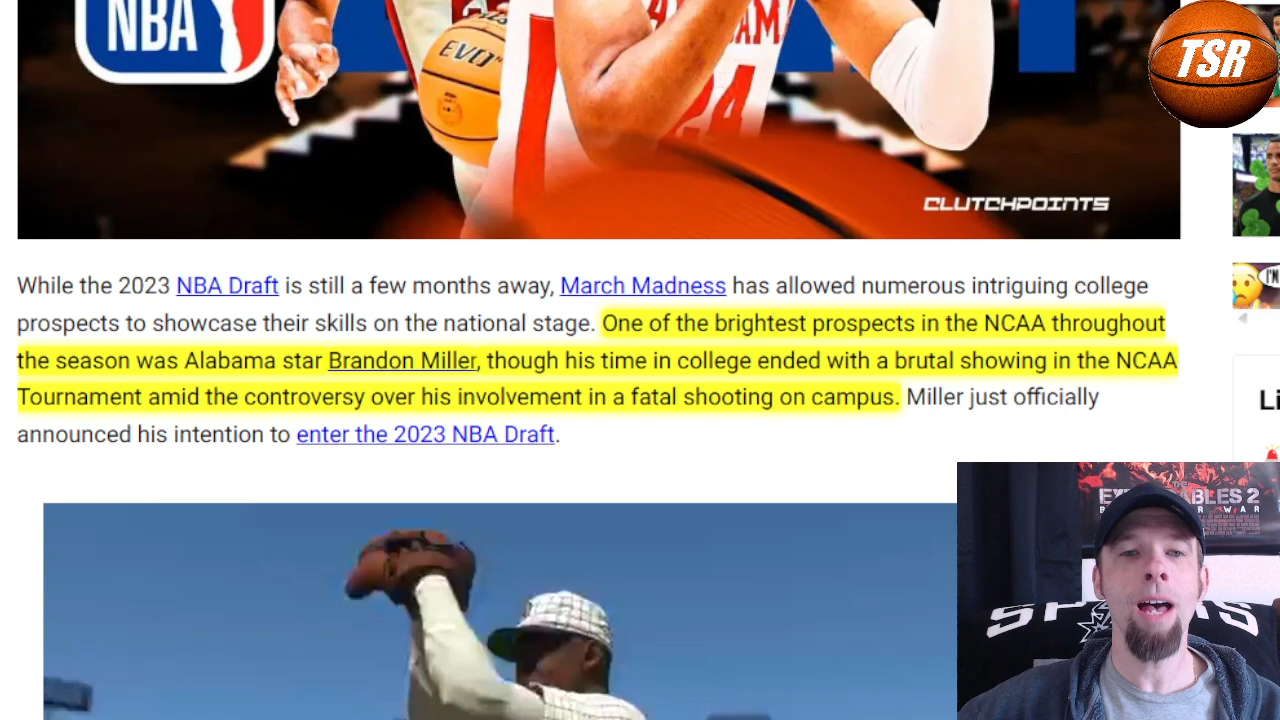 NBA
EVO
24
TSR
CLUTCHPOINTS
While the 2023 NBA Draft is still a few months away, March Madness has allowed numerous intriguing college
prospects to showcase their skills on the national stage. One of the brightest prospects in the NCAA throughout
the season was Alabama star Brandon Miller, though his time in college ended with a brutal showing in the NCAA
Tournament amid the controversy over his involvement in a fatal shooting on campus. Miller just officially
announced his intention to enter the 2023 NBA Draft.
Li